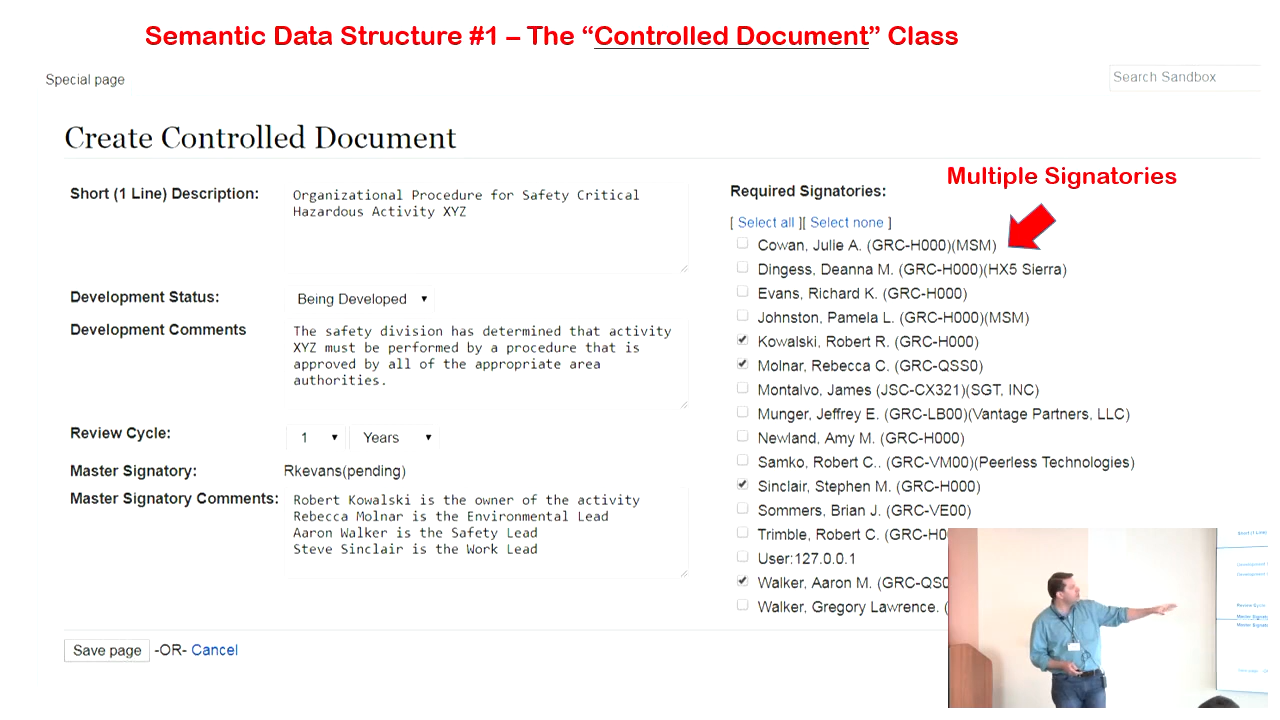 Semantic Data Structure #1 – The “Controlled Document” Class
Special page
Search Sandbox
Create Controlled Document
Short (1 Line) Description:
Organizational Procedure for Safety Critical
Hazardous Activity XYZ
Development Status:
Being Developed
Development Comments
The safety division has determined that activity
XYZ must be performed by a procedure that is
approved by all of the appropriate area
authorities.
Review Cycle:
1 Years
Master Signatory:
Rkevans(pending)
Master Signatory Comments:
Robert Kowalski is the owner of the activity
Rebecca Molnar is the Environmental Lead
Aaron Walker is the Safety Lead
Steve Sinclair is the Work Lead
Multiple Signatories
Required Signatories:
[ Select all ][ Select none ]
Cowan, Julie A. (GRC-H000)(MSM)
Dingess, Deanna M. (GRC-H000)(HX5 Sierra)
Evans, Richard K. (GRC-H000)
Johnston, Pamela L. (GRC-H000)(MSM)
Kowalski, Robert R. (GRC-H000)
Molnar, Rebecca C. (GRC-QSS0)
Montalvo, James (JSC-CX321)(SGT, INC)
Munger, Jeffrey E. (GRC-LB00)(Vantage Partners, LLC)
Newland, Amy M. (GRC-H000)
Samko, Robert C.. (GRC-VM00)(Peerless Technologies)
Sinclair, Stephen M. (GRC-H000)
Sommers, Brian J. (GRC-VE00)
Trimble, Robert C. (GRC-H0
User:127.0.0.1
Walker, Aaron M. (GRC-QS
Walker, Gregory Lawrence. (
Save page -OR- Cancel